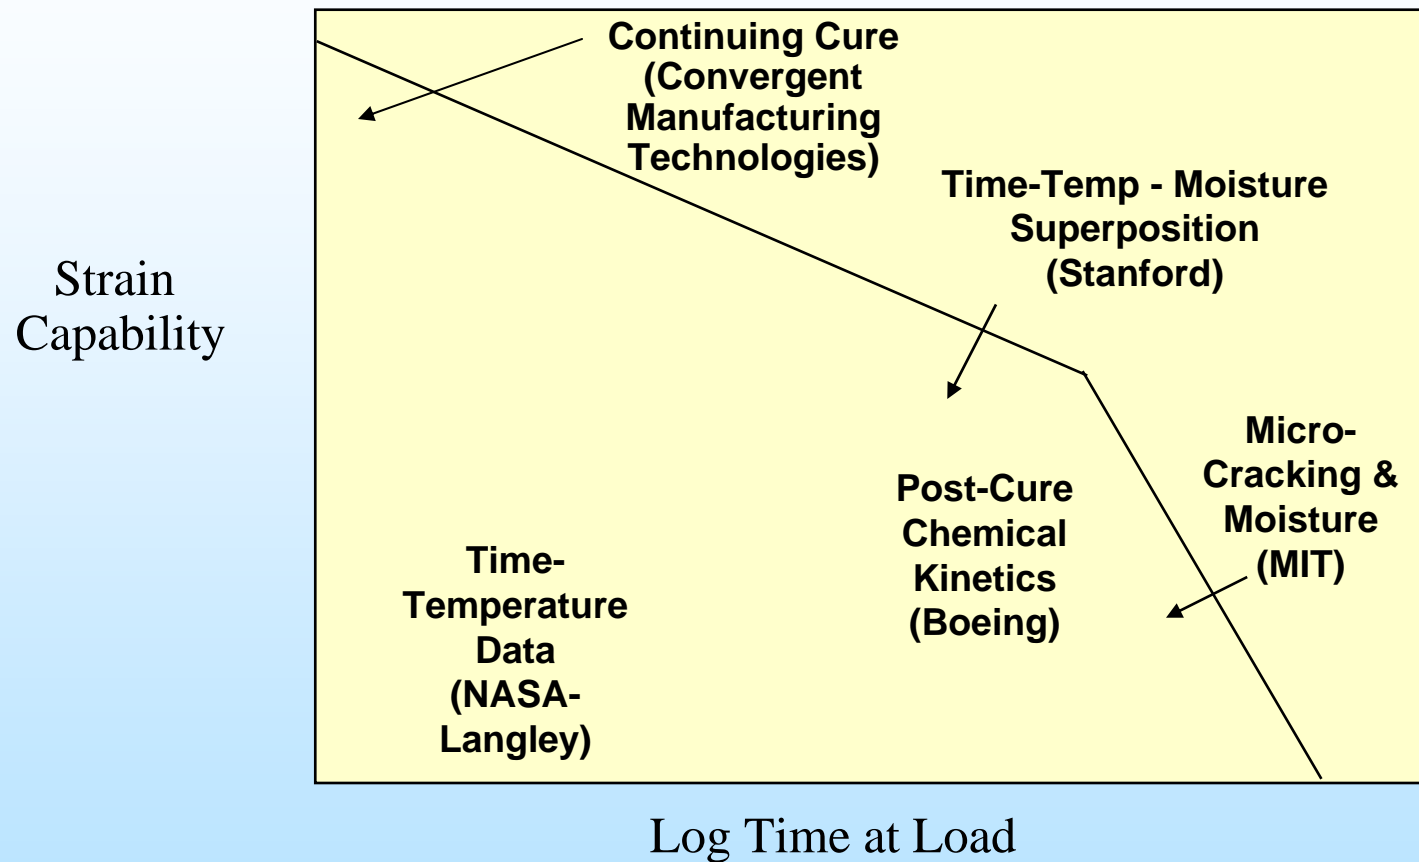 Continuing Cure
(Convergent
Manufacturing
Technologies)
Time-Temp - Moisture
Superposition
(Stanford)
Strain
Capability
Micro-
Cracking &
Moisture
(MIT)
Post-Cure
Chemical
Kinetics
(Boeing)
Time-
Temperature
Data
(NASA-
Langley)
Log Time at Load